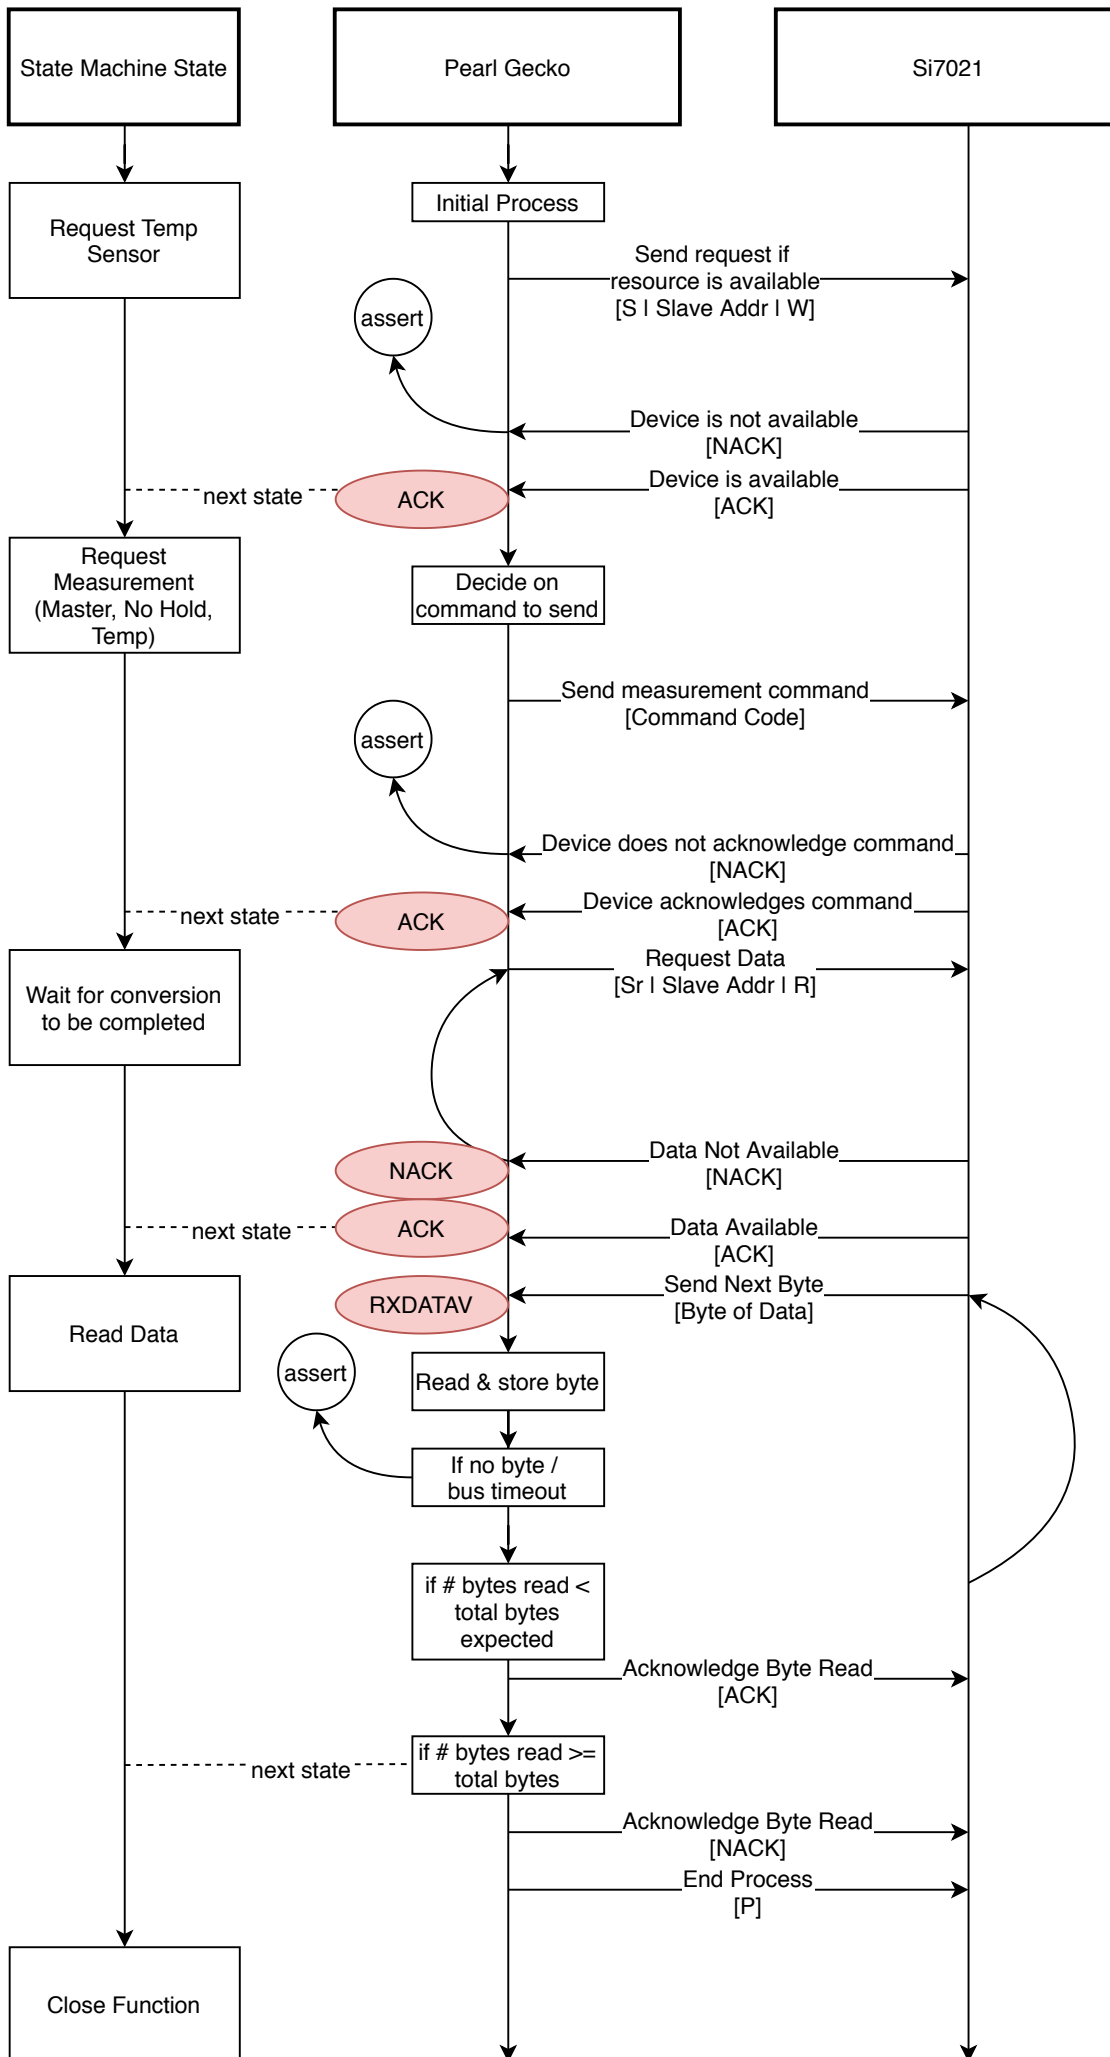 State Machine State
Pearl Gecko
Si7021
Initial Process
Request Temp
Sensor
Send request if
resource is available
[S | Slave Addr | W]
assert
Device is not available
[NACK]
Device is available
[ACK]
next state
ACK
Request
Measurement
(Master, No Hold,
Temp)
Decide on
command to send
Send measurement command
[Command Code]
assert
Device does not acknowledge command
[NACK]
Device acknowledges command
[ACK]
next state
ACK
Request Data
[Sr | Slave Addr | R]
Wait for conversion
to be completed
Data Not Available
[NACK]
NACK
next state
ACK
Data Available
[ACK]
Send Next Byte
[Byte of Data]
RXDATAV
Read Data
assert
Read & store byte
If no byte /
bus timeout
if # bytes read <
total bytes
expected
Acknowledge Byte Read
[ACK]
next state
if # bytes read >=
total bytes
Acknowledge Byte Read
[NACK]
End Process
[P]
Close Function